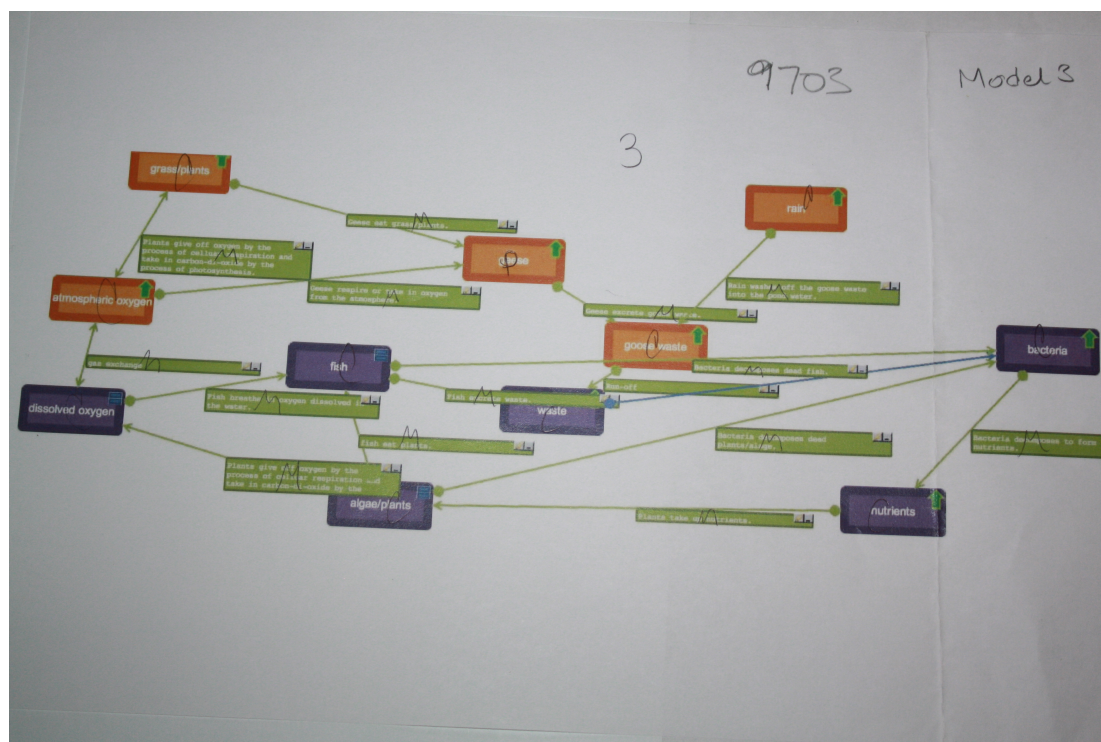 9703
Model 3
3
grass/plants
rain
Geese eat grass/plants.
Plants give off oxygen by the
process of cellular respiration and
take in carbon-di-oxide by the
process of photosynthesis.
geese
Geese respire or take in oxygen
from the atmosphere.
atmospheric oxygen
Rain washes off the goose waste
into the pond water.
Geese excrete goose waste.
goose waste
bacteria
gas exchange
fish
Bacteria decomposes dead fish.
Run-off
dissolved oxygen
Fish breathe in oxygen dissolved in
the water.
Fish excrete waste.
waste
fish eat plants.
Bacteria decomposes dead
plants/algae.
Bacteria decomposes to form
nutrients.
Plants give off oxygen by the
process of cellular respiration and
take in carbon-di-oxide by the
algae/plants
nutrients
Plants take up nutrients.